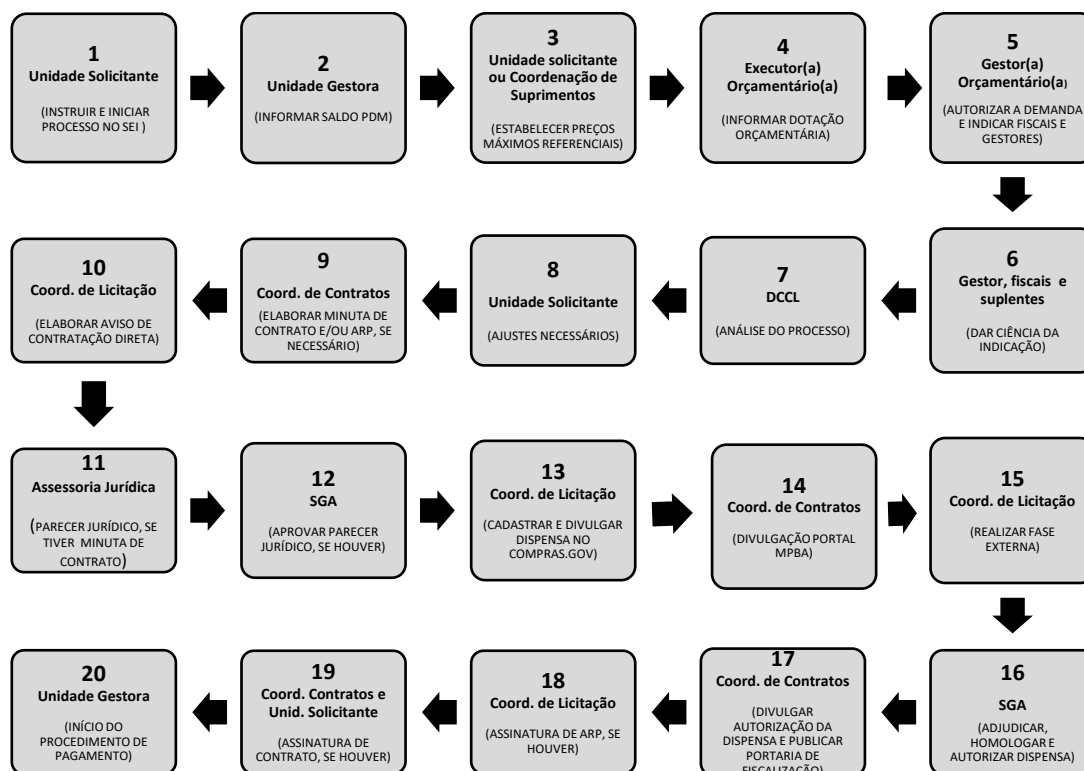 1
Unidade Solicitante
(INSTRUIR E INICIAR
PROCESSO NO SEI )
2
Unidade Gestora
(INFORMAR SALDO PDM)
3
Unidade solicitante
ou Coordenação de
Suprimentos
(ESTABELECER PREÇOS
MÁXIMOS REFERENCIAIS)
4
Executor(a)
Orçamentário(a)
(INFORMAR DOTAÇÃO
ORÇAMENTÁRIA)
5
Gestor(a)
Orçamentário(a)
(AUTORIZAR A DEMANDA
E INDICAR FISCAIS E
GESTORES)
6
Gestor, fiscais e
suplentes
(DAR CIÊNCIA DA
INDICAÇÃO)
7
DCCL
(ANÁLISE DO PROCESSO)
8
Unidade Solicitante
(AJUSTES NECESSÁRIOS)
9
Coord. de Contratos
(ELABORAR MINUTA DE
CONTRATO E/OU ARP, SE
NECESSÁRIO)
10
Coord. de Licitação
(ELABORAR AVISO DE
CONTRATAÇÃO DIRETA)
11
Assessoria Jurídica
(PARECER JURÍDICO, SE
TIVER MINUTA DE
CONTRATO)
12
SGA
(APROVAR PARECER
JURÍDICO, SE HOUVER)
13
Coord. de Licitação
(CADASTRAR E DIVULGAR
DISPENSA NO
COMPRAS.GOV)
14
Coord. de Contratos
(DIVULGAÇÃO PORTAL
MPBA)
15
Coord. de Licitação
(REALIZAR FASE
EXTERNA)
16
SGA
(ADJUDICAR,
HOMOLOGAR E
AUTORIZAR DISPENSA)
17
Coord. de Contratos
(DIVULGAR
AUTORIZAÇÃO DA
DISPENSA E PUBLICAR
PORTARIA DE
FISCALIZAÇÃO)
18
Coord. de Licitação
(ASSINATURA DE ARP, SE
HOUVER)
19
Coord. Contratos e
Unid. Solicitante
(ASSINATURA DE
CONTRATO, SE HOUVER)
20
Unidade Gestora
(INÍCIO DO
PROCEDIMENTO DE
PAGAMENTO)